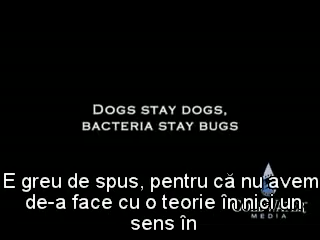 DOGS STAY DOGS,
BACTERIA STAY BUGS
E greu de spus, pentru că nu avem
de-a face cu o teorie în nici un
sens în
MEDIA